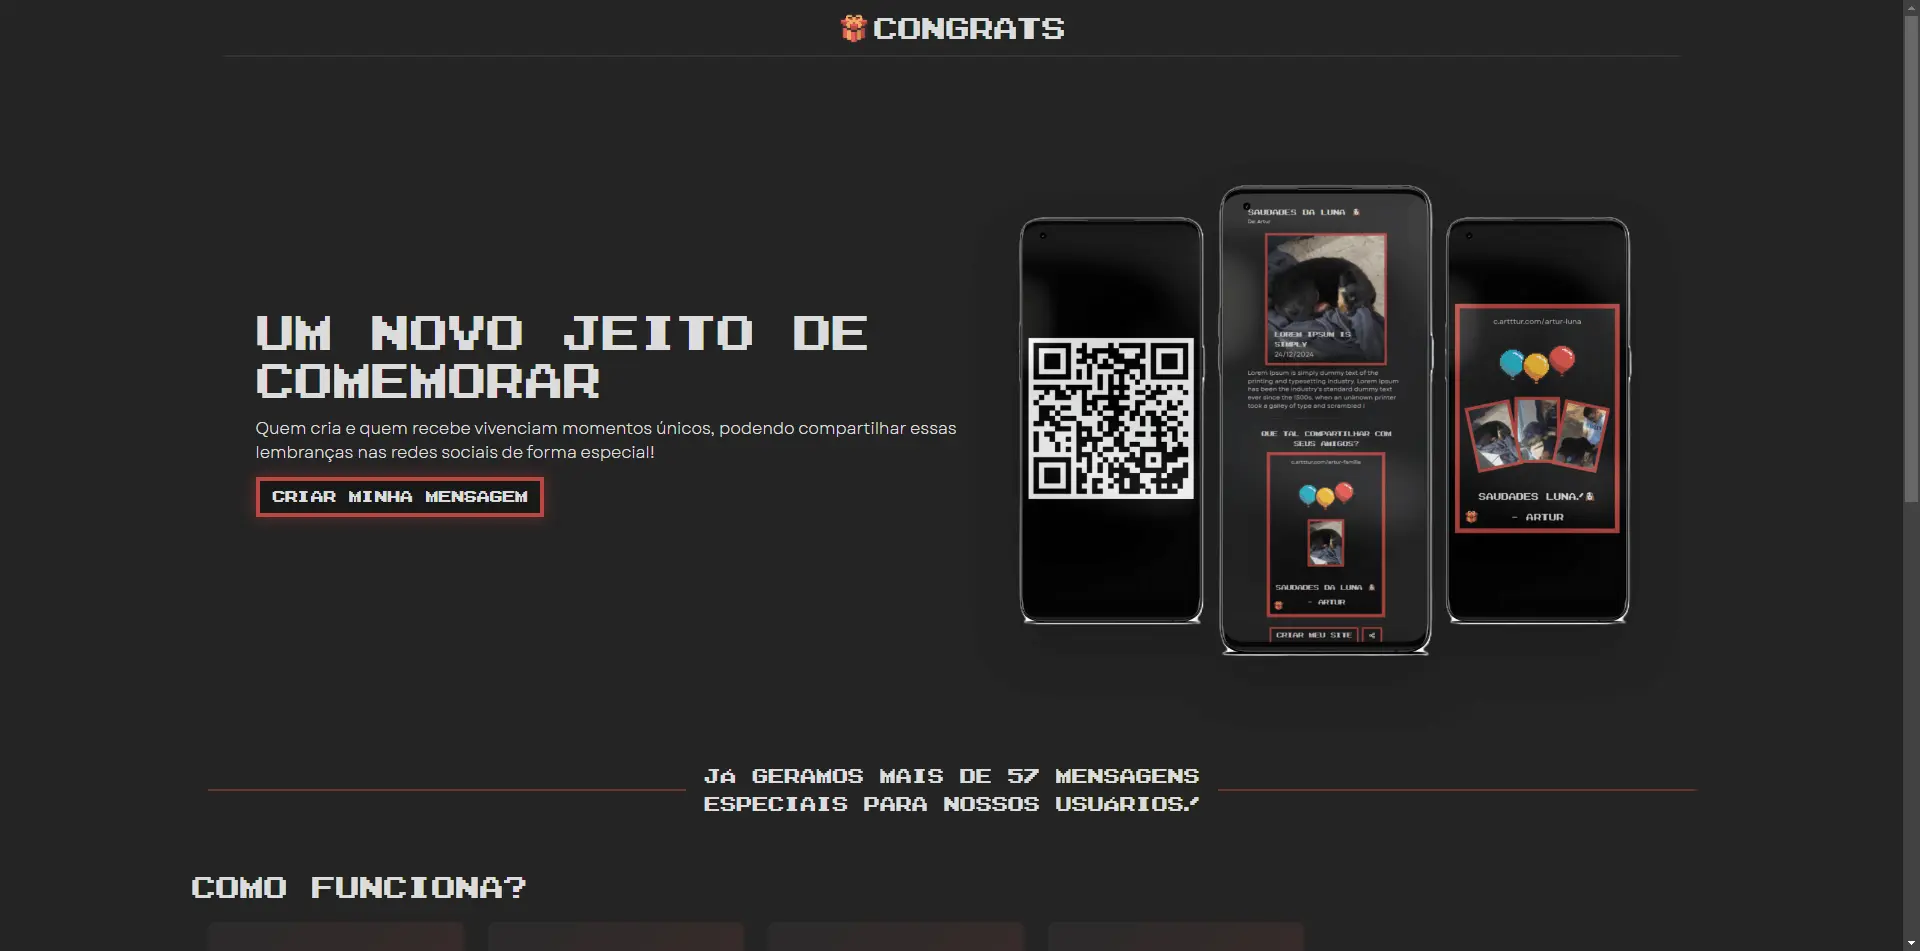 CONGRATS
UM NOVO JEITO DE
COMEMORAR
Quem cria e quem recebe vivenciam momentos únicos, podendo compartilhar essas
lembranças nas redes sociais de forma especial!
CRIAR MINHA MENSAGEM
SAUDADES DA LUNA
De: Artur
LOREM IPSUM IS
SIMPLY
24/12/2024
Lorem Ipsum is simply dummy text of the
printing and typesetting industry. Lorem Ipsum
has been the industry's standard dummy text
ever since the 1500s, when an unknown printer
took a galley of type and scrambled i
QUE TAL COMPARTILHAR COM
SEUS AMIGOS?
c.artttur.com/artur-familia
SAUDADES DA LUNA
- ARTUR
CRIAR MEU SITE
c.artttur.com/artur-luna
SAUDADES LUNA!
- ARTUR
JÁ GERAMOS MAIS DE 57 MENSAGENS
ESPECIAIS PARA NOSSOS USUÁRIOS!
COMO FUNCIONA?